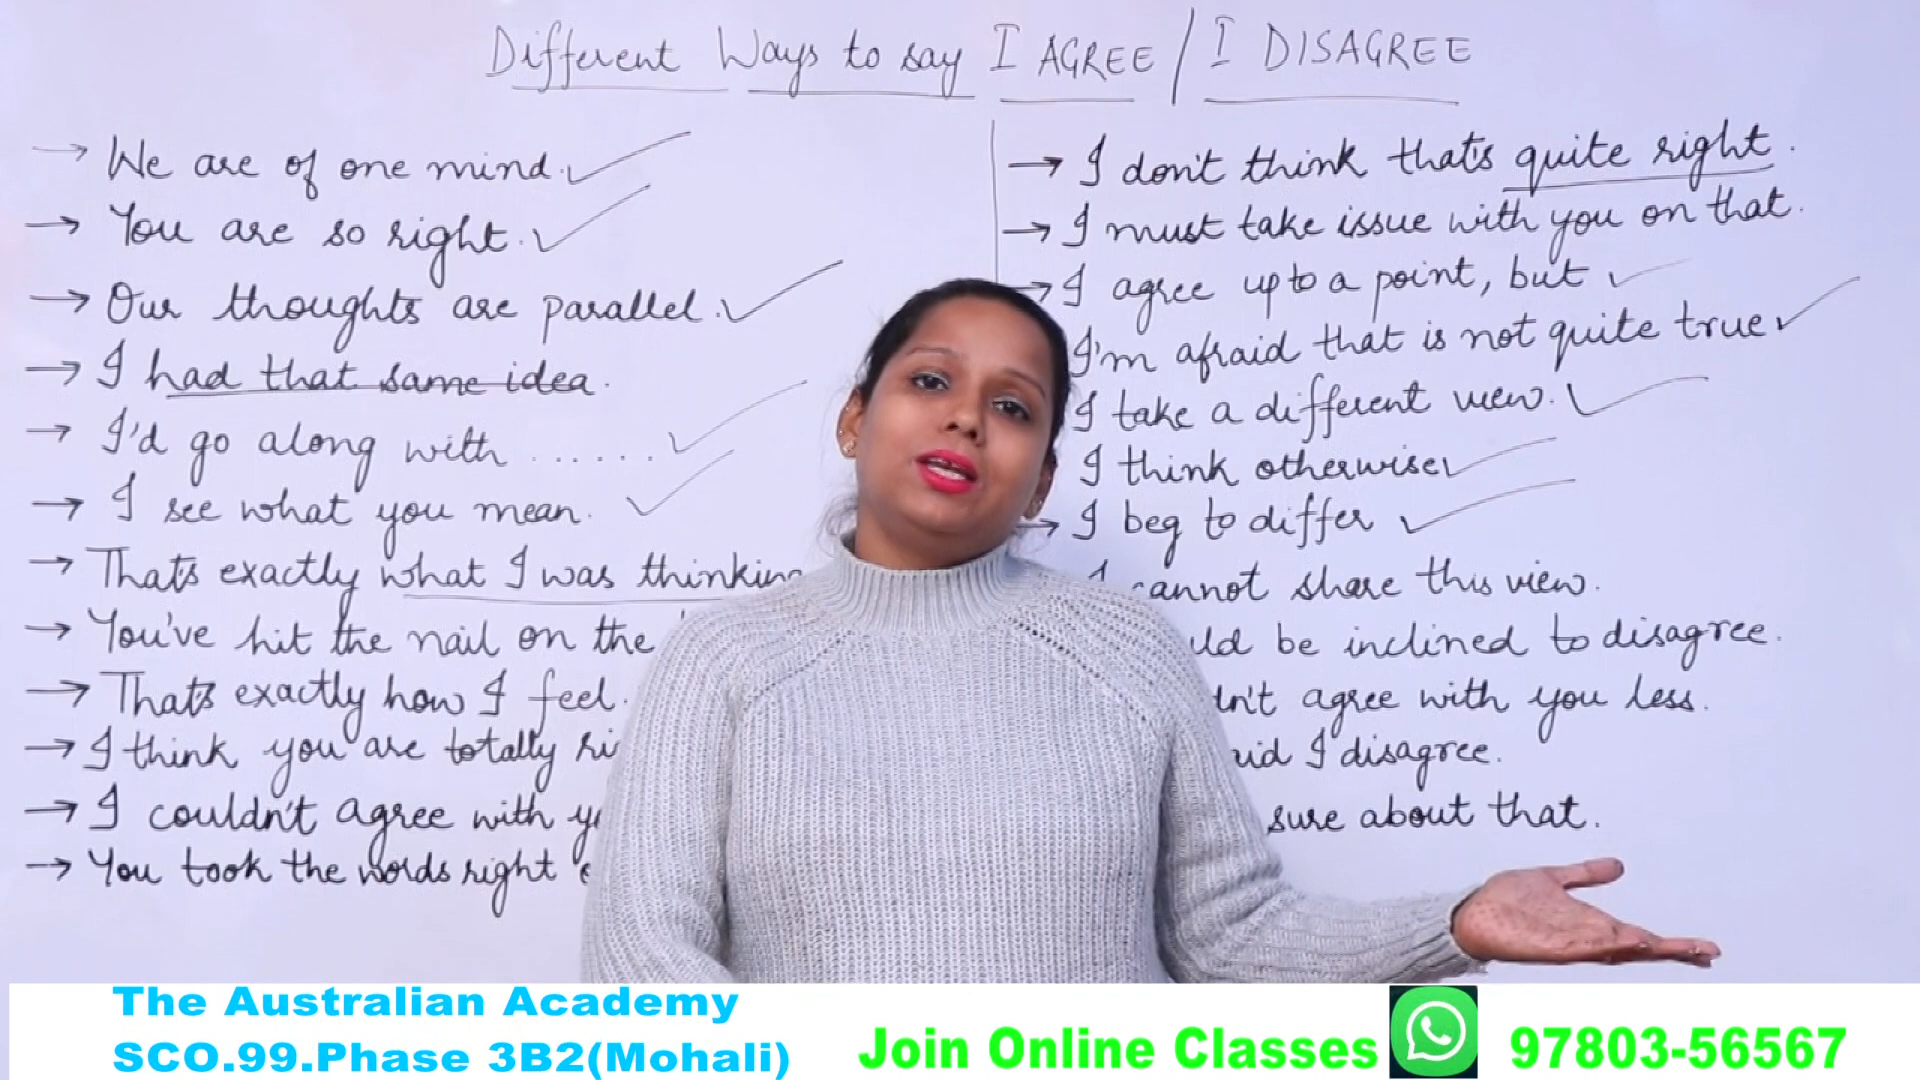 Different Ways to say I AGREE / I DISAGREE
→ We are of one mind.
→ You are so right.
→ Our thoughts are parallel.
→ I had that same idea.
→ I'd go along with ......
→ I see what you mean.
→ That's exactly what I was thinking
→ You've hit the nail on the
→ That's exactly how I feel.
→ I think you are totally
→ I couldn't agree with
→ You took the words right
→ I don't think that's quite right.
→ I must take issue with you on that.
→ I agree up to a point, but
I'm afraid that is not quite true
I take a different view.
I think otherwise
→ I beg to differ
cannot share this view.
be inclined to disagree.
agree with you less.
I disagree.
sure about that.
The Australian Academy
SCO.99.Phase 3B2(Mohali)
Join Online Classes
97803-56567